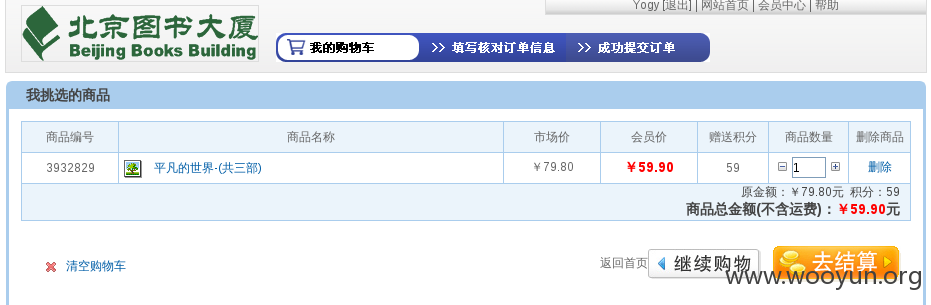 Yogy [退出] | 网站首页 | 会员中心 | 帮助
北京图书大厦
Beijing Books Building
我的购物车 >> 填写核对订单信息 >> 成功提交订单
我挑选的商品
商品编号 商品名称 市场价 会员价 赠送积分 商品数量 删除商品
3932829 平凡的世界-(共三部) ￥79.80 ￥59.90 59 1 删除
原金额：￥79.80元 积分：59
商品总金额(不含运费)：￥59.90元
清空购物车 返回首页 继续购物 去结算
www.wooyun.org